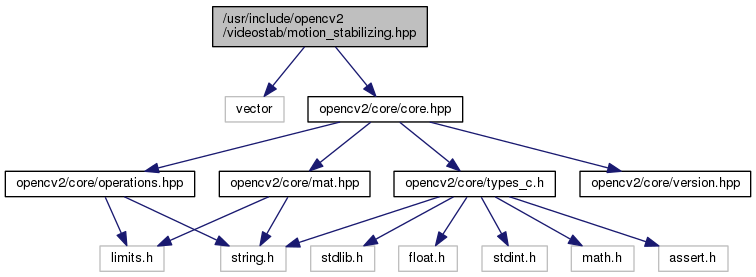 /usr/include/opencv2
/videostab/motion_stabilizing.hpp
vector
opencv2/core/core.hpp
opencv2/core/operations.hpp
opencv2/core/mat.hpp
opencv2/core/types_c.h
opencv2/core/version.hpp
limits.h
string.h
stdlib.h
float.h
stdint.h
math.h
assert.h